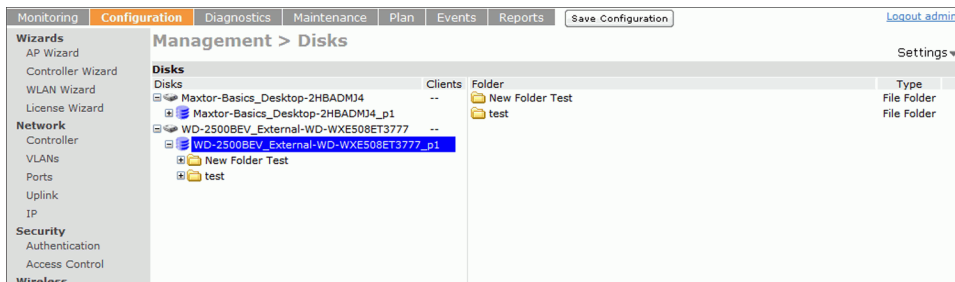 Monitoring Configuration Diagnostics Maintenance Plan Events Reports Save Configuration Logout admin
Wizards
AP Wizard
Controller Wizard
WLAN Wizard
License Wizard
Network
Controller
VLANs
Ports
Uplink
IP
Security
Authentication
Access Control
Wireless
Management > Disks
Settings
Disks
Disks Clients Folder Type
Maxtor-Basics_Desktop-2HBADMJ4 -- New Folder Test File Folder
Maxtor-Basics_Desktop-2HBADMJ4_p1 test File Folder
WD-2500BEV_External-WD-WXE508ET3777 --
WD-2500BEV_External-WD-WXE508ET3777_p1
New Folder Test
test